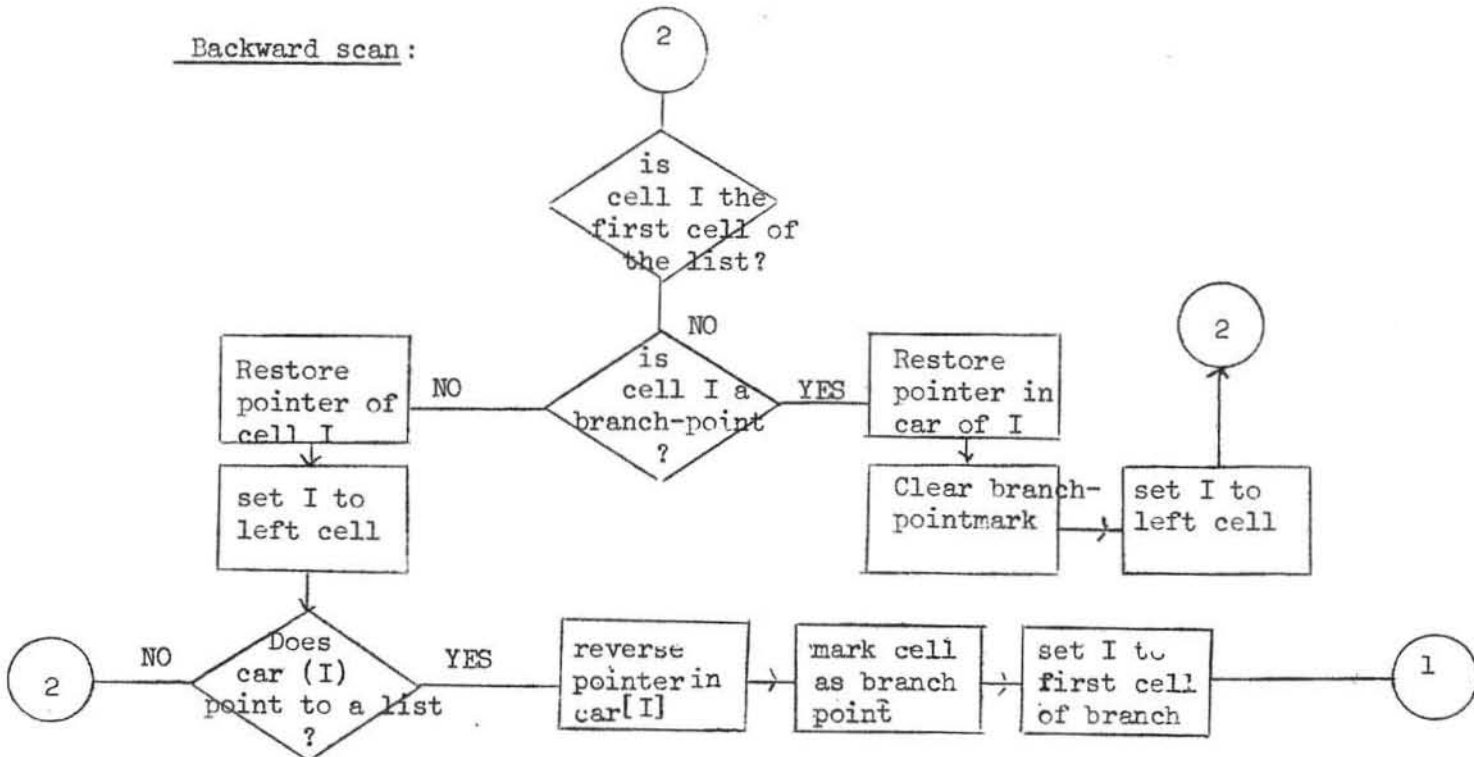 Backward scan:
2
is
cell I the
first cell of
the list?
NO
is
cell I a
branch-point
?
NO
YES
Restore
pointer of
cell I
set I to
left cell
Restore
pointer in
car of I
Clear branch-
pointmark
set I to
left cell
2
Does
car (I)
point to a list
?
NO
2
YES
reverse
pointer in
car[I]
mark cell
as branch
point
set I to
first cell
of branch
1